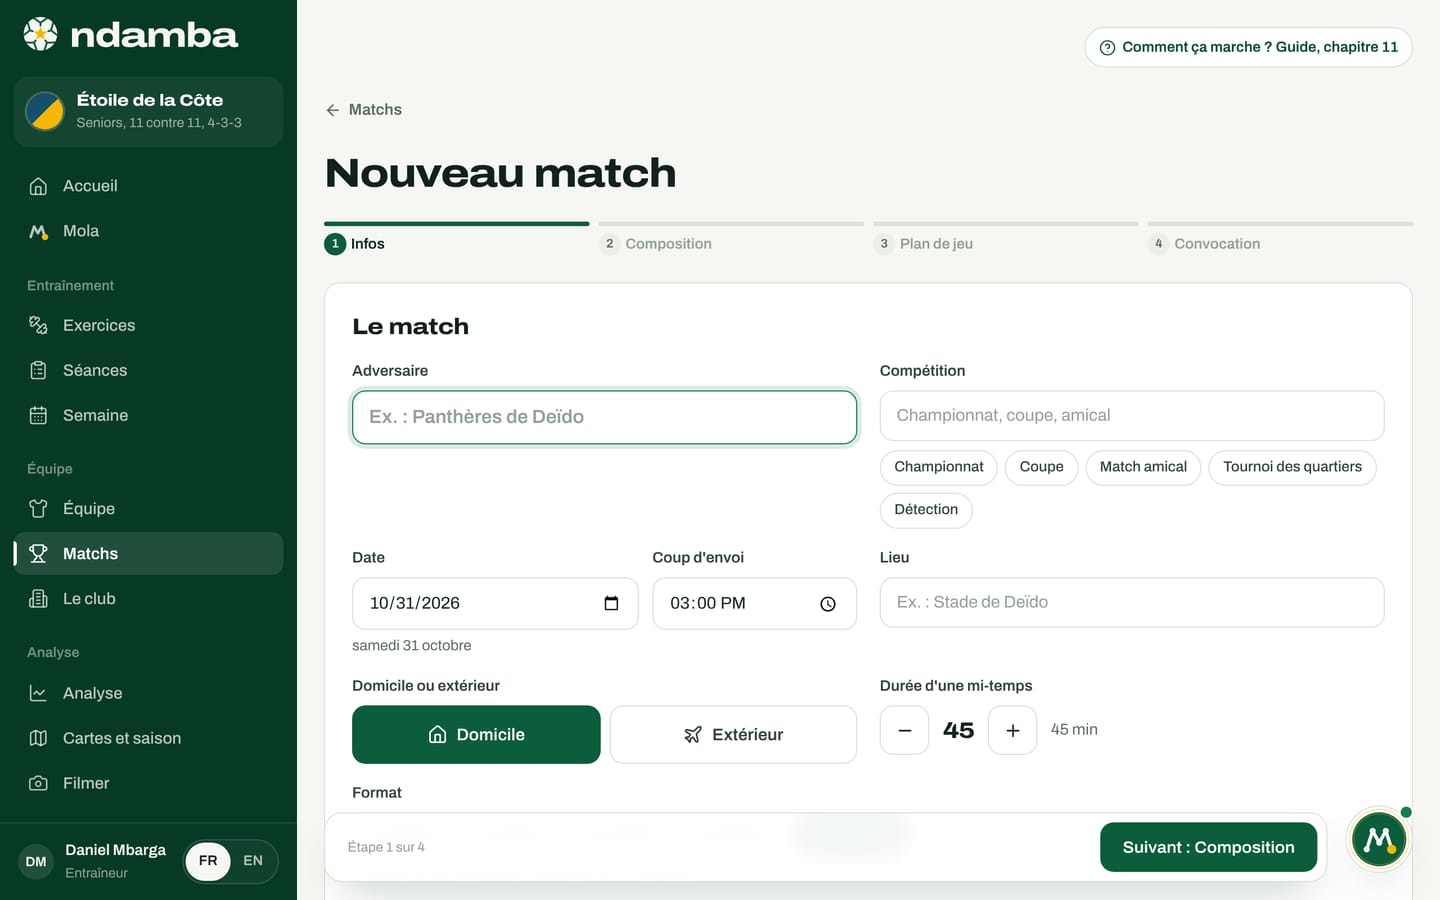 ndamba
Étoile de la Côte
Seniors, 11 contre 11, 4-3-3
Accueil
Mola
Entraînement
Exercices
Séances
Semaine
Équipe
Équipe
Matchs
Le club
Analyse
Analyse
Cartes et saison
Filmer
DM
Daniel Mbarga
Entraîneur
FR
EN
Comment ça marche ? Guide, chapitre 11
Matchs
Nouveau match
1 Infos
2 Composition
3 Plan de jeu
4 Convocation
Le match
Adversaire
Ex. : Panthères de Deïdo
Compétition
Championnat, coupe, amical
Championnat
Coupe
Match amical
Tournoi des quartiers
Détection
Date
10/31/2026
samedi 31 octobre
Coup d'envoi
03:00 PM
Lieu
Ex. : Stade de Deïdo
Domicile ou extérieur
Domicile
Extérieur
Durée d'une mi-temps
− 45 + 45 min
Format
Étape 1 sur 4
Suivant : Composition
M